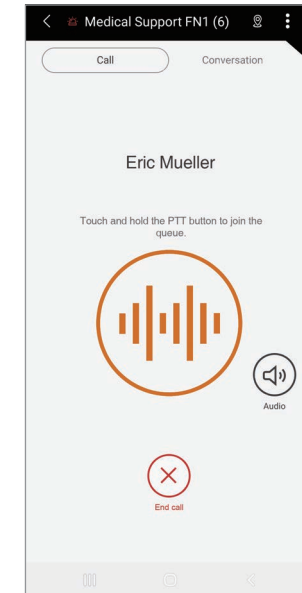 Medical Support FN1 (6)
Call
Conversation
Eric Mueller
Touch and hold the PTT button to join the
queue.
Audio
End call